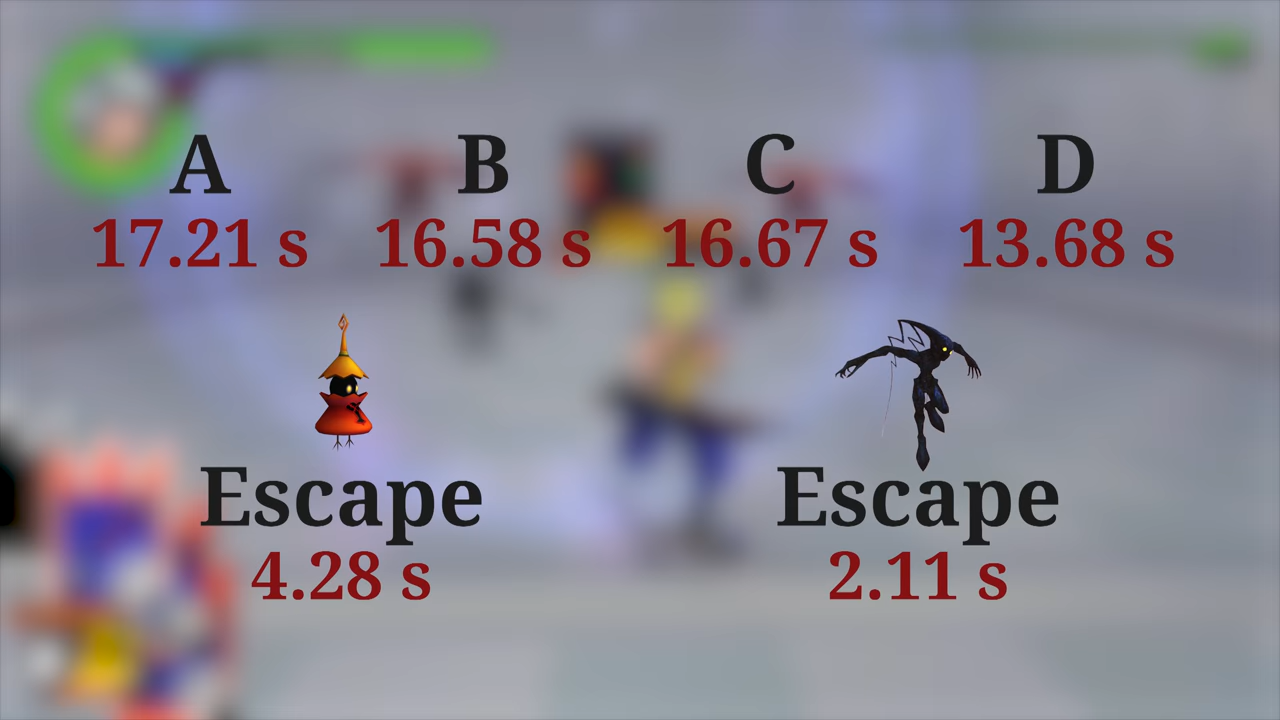 A B C D
17.21 s 16.58 s 16.67 s 13.68 s
Escape Escape
4.28 s 2.11 s